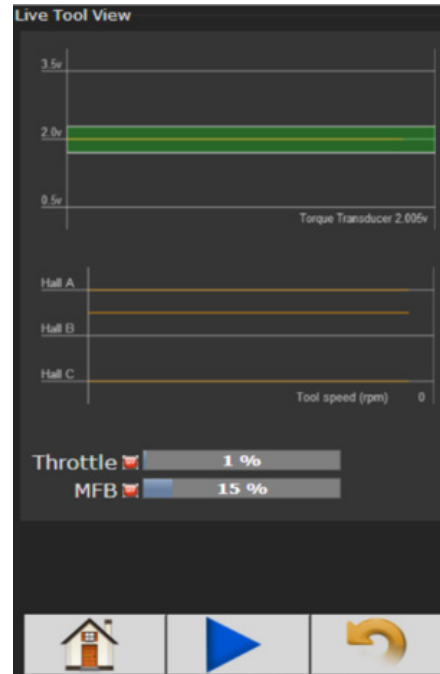 Live Tool View
3.5v
2.0v
0.5v
Torque Transducer 2.005v
Hall A
Hall B
Hall C
Tool speed (rpm) 0
Throttle 1 %
MFB 15 %